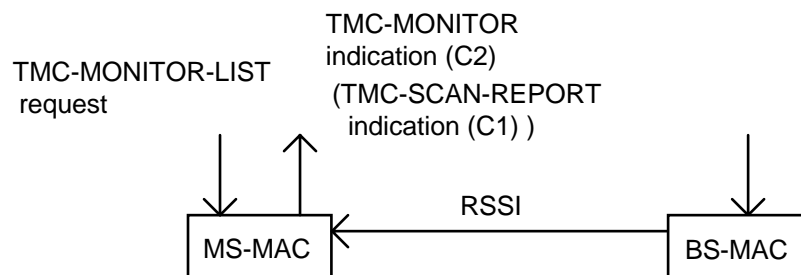 TMC-MONITOR-LIST
request
TMC-MONITOR
indication (C2)
(TMC-SCAN-REPORT
indication (C1) )
RSSI
MS-MAC
BS-MAC